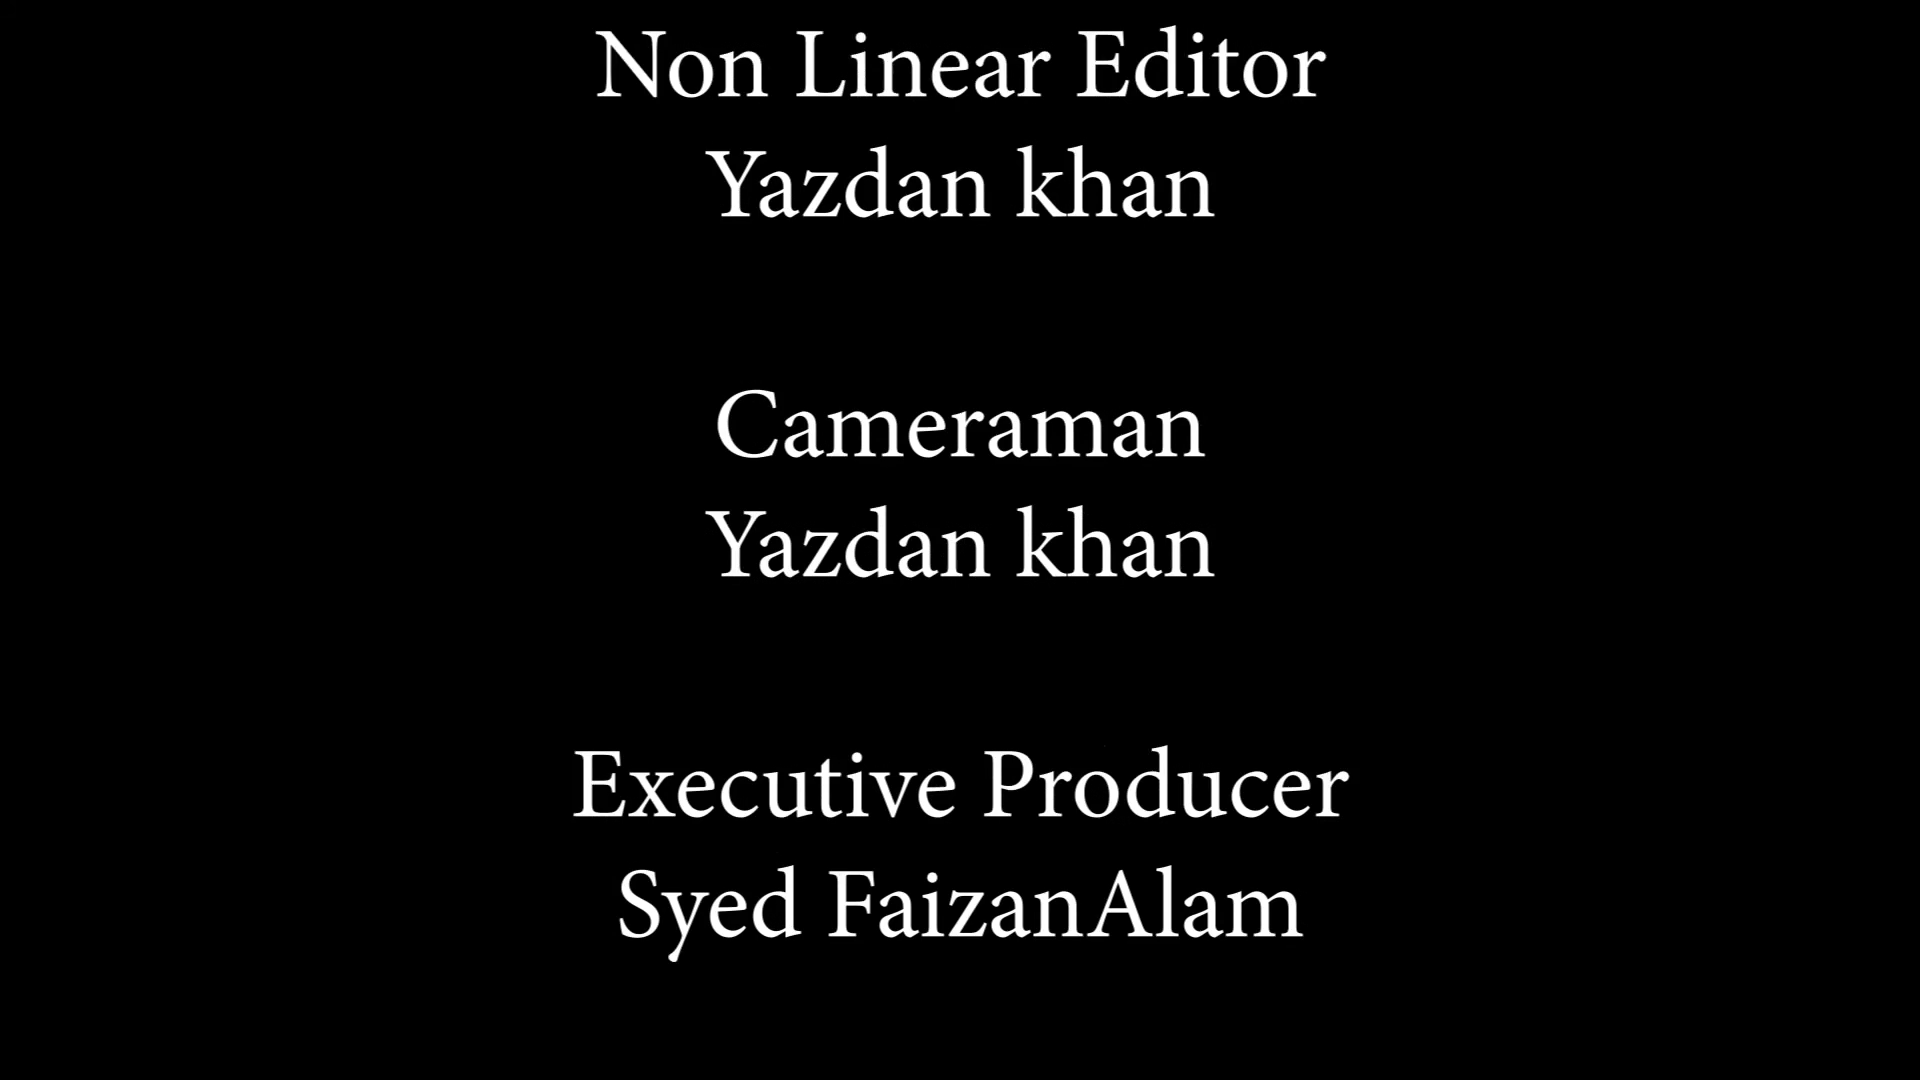 Non Linear Editor
Yazdan khan
Cameraman
Yazdan khan
Executive Producer
Syed FaizanAlam